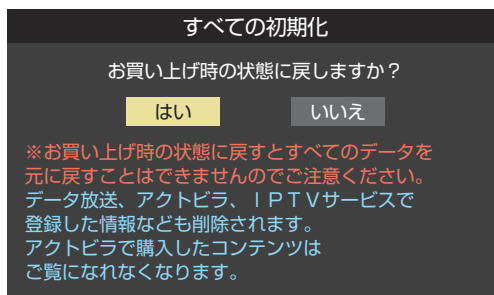 すべての初期化
お買い上げ時の状態に戻しますか？
はい いいえ
※お買い上げ時の状態に戻すとすべてのデータを
元に戻すことはできませんのでご注意ください。
データ放送、アクトビラ、ＩＰＴＶサービスで
登録した情報なども削除されます。
アクトビラで購入したコンテンツは
ご覧になれなくなります。